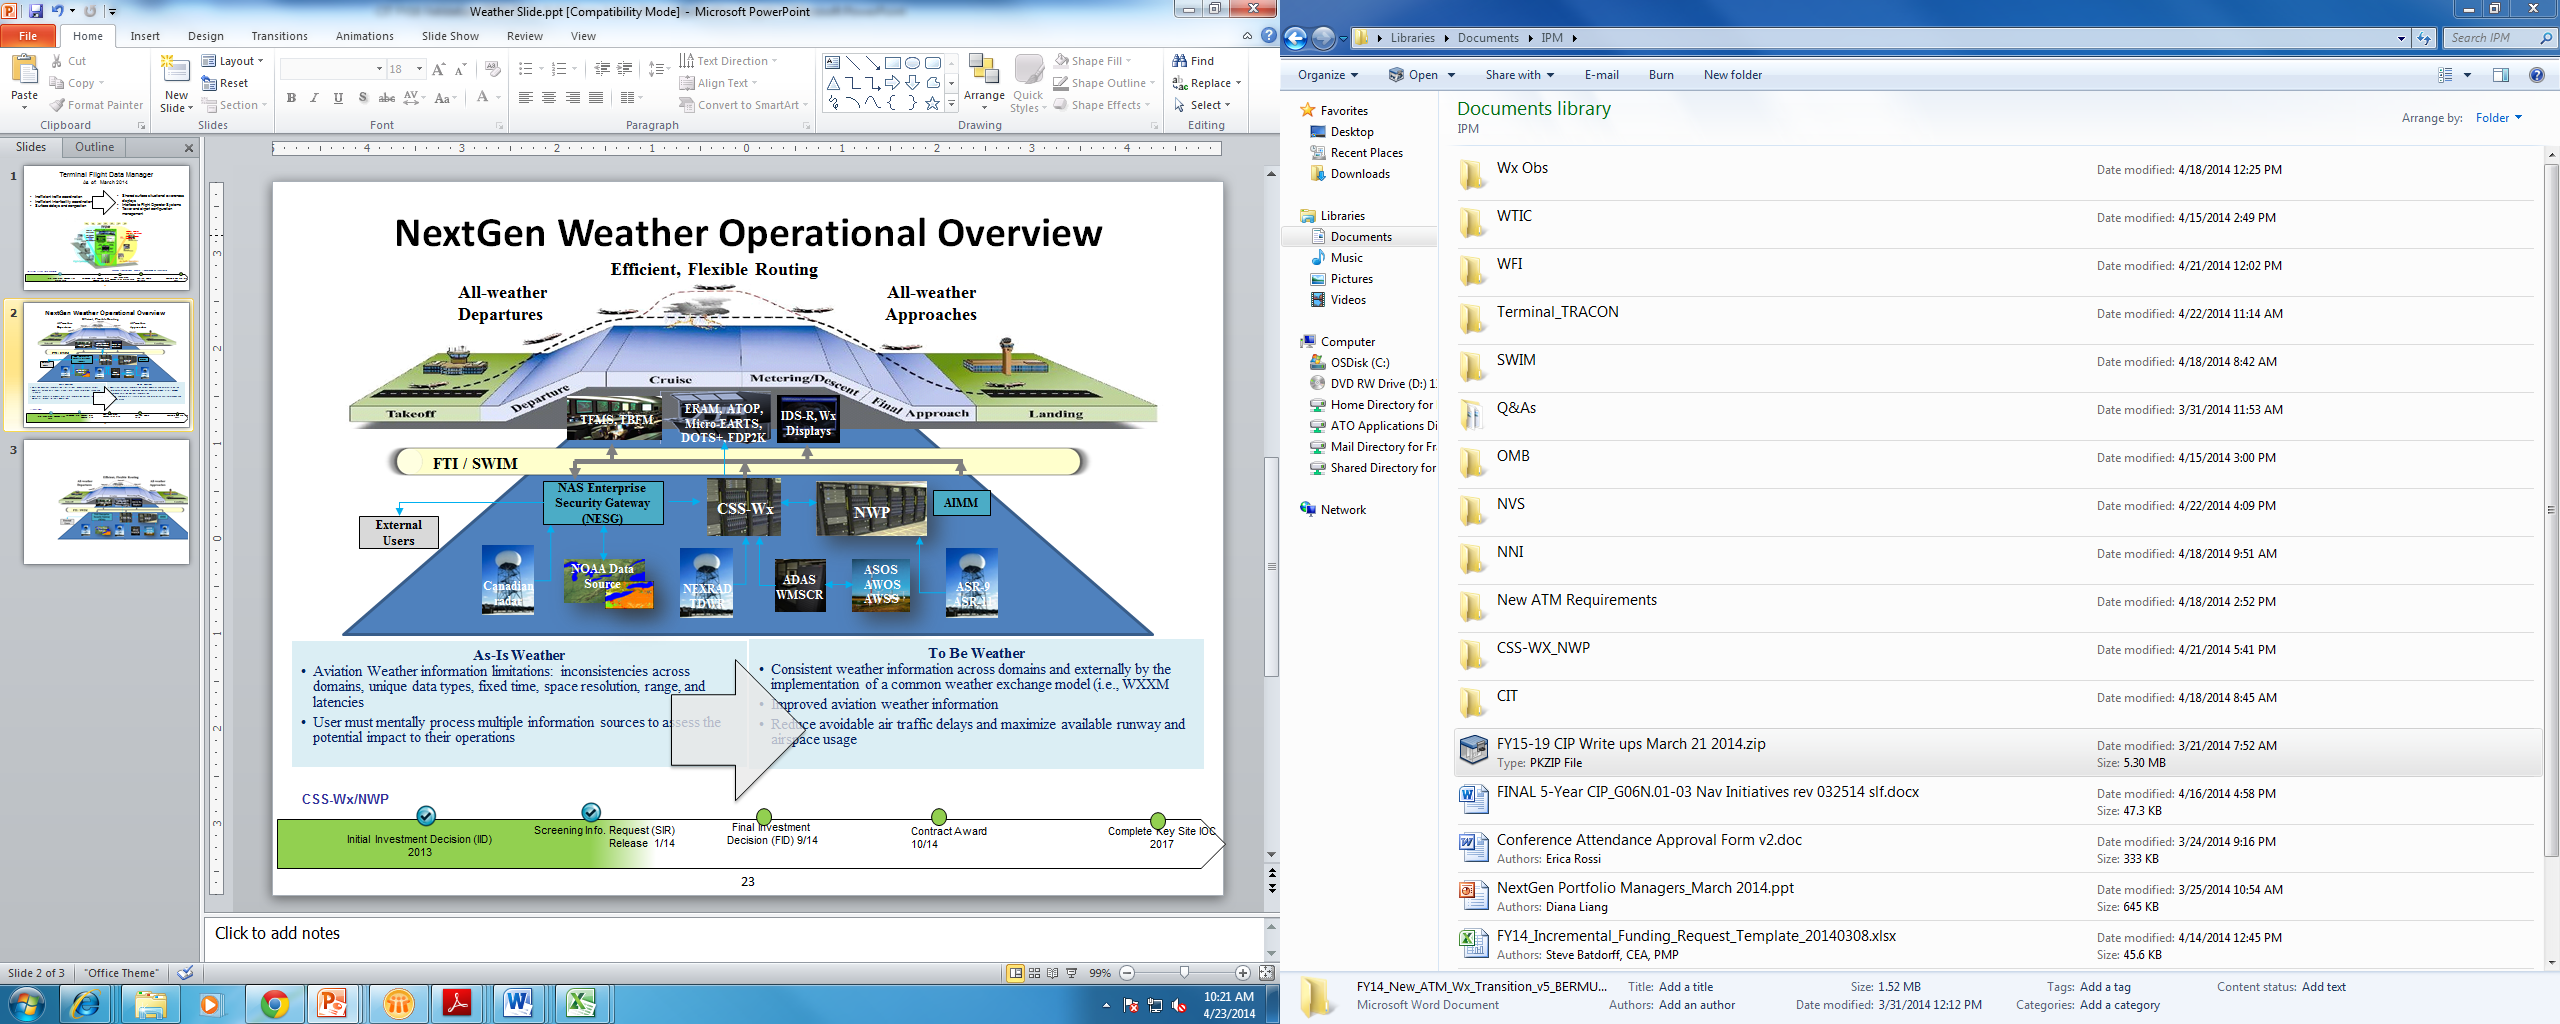 Weather Slide.ppt [Compatibility Mode] - Microsoft PowerPoint
File Home Insert Design Transitions Animations Slide Show Review View
Paste
Cut
Copy
Format Painter
Clipboard
New
Slide
Layout
Reset
Section
Slides
18
Font
Text Direction
Align Text
Convert to SmartArt
Paragraph
Arrange
Quick
Styles
Shape Fill
Shape Outline
Shape Effects
Drawing
Find
Replace
Select
Editing
Slides Outline
1
Terminal Flight Data Manager
2
NextGen Weather Operational Overview
3
NextGen Weather Operational Overview
Efficient, Flexible Routing
All-weather
Departures
All-weather
Approaches
Takeoff
Departure
Cruise
Metering/Descent
Final Approach
Landing
TFMS, TBFM
ERAM, ATOP,
Micro-EARTS,
DOTS+, FDP2K
IDS-R, Wx
Displays
FTI / SWIM
NAS Enterprise
Security Gateway
(NESG)
CSS-Wx
NWP
AIMM
External
Users
Canadian
radar
NOAA Data
Source
NEXRAD
TDWR
ADAS
WMSCR
ASOS
AWOS
AWSS
ASR-9
As-Is Weather
• Aviation Weather information limitations: inconsistencies across
domains, unique data types, fixed time, space resolution, range, and
latencies
• User must mentally process multiple information sources to assess the
potential impact to their operations
To Be Weather
• Consistent weather information across domains and externally by the
implementation of a common weather exchange model (i.e., WXXM
• Improved aviation weather information
• Reduce avoidable air traffic delays and maximize available runway and
airspace usage
CSS-Wx/NWP
Initial Investment Decision (IID)
2013
Screening Info. Request (SIR)
Release 1/14
Final Investment
Decision (FID) 9/14
Contract Award
10/14
Complete Key Site IOC
2017
23
Click to add notes
Slide 2 of 3 "Office Theme" 99%
10:21 AM
4/23/2014
Libraries Documents IPM
Search IPM
Organize Open Share with E-mail Burn New folder
Favorites
Desktop
Recent Places
Downloads
Libraries
Documents
Music
Pictures
Videos
Computer
OSDisk (C:)
DVD RW Drive (D:) 1
Home Directory for
ATO Applications Di
Mail Directory for Fr
Shared Directory for
Network
Documents library
IPM
Arrange by: Folder
Wx Obs Date modified: 4/18/2014 12:25 PM
WTIC Date modified: 4/15/2014 2:49 PM
WFI Date modified: 4/21/2014 12:02 PM
Terminal_TRACON Date modified: 4/22/2014 11:14 AM
SWIM Date modified: 4/18/2014 8:42 AM
Q&As Date modified: 3/31/2014 11:53 AM
OMB Date modified: 4/15/2014 3:00 PM
NVS Date modified: 4/22/2014 4:09 PM
NNI Date modified: 4/18/2014 9:51 AM
New ATM Requirements Date modified: 4/18/2014 2:52 PM
CSS-WX_NWP Date modified: 4/21/2014 5:41 PM
CIT Date modified: 4/18/2014 8:45 AM
FY15-19 CIP Write ups March 21 2014.zip Date modified: 3/21/2014 7:52 AM
Type: PKZIP File Size: 5.30 MB
FINAL 5-Year CIP_G06N.01-03 Nav Initiatives rev 032514 slf.docx Date modified: 4/16/2014 4:58 PM
Size: 47.3 KB
Conference Attendance Approval Form v2.doc Date modified: 3/24/2014 9:16 PM
Authors: Erica Rossi Size: 333 KB
NextGen Portfolio Managers_March 2014.ppt Date modified: 3/25/2014 10:54 AM
Authors: Diana Liang Size: 645 KB
FY14_Incremental_Funding_Request_Template_20140308.xlsx Date modified: 4/14/2014 12:45 PM
Authors: Steve Batdorff, CEA, PMP Size: 45.6 KB
FY14_New_ATM_Wx_Transition_v5_BERMU... Title: Add a title Size: 1.52 MB Tags: Add a tag Content status: Add text
Microsoft Word Document Authors: Add an author Date modified: 3/31/2014 12:12 PM Categories: Add a category